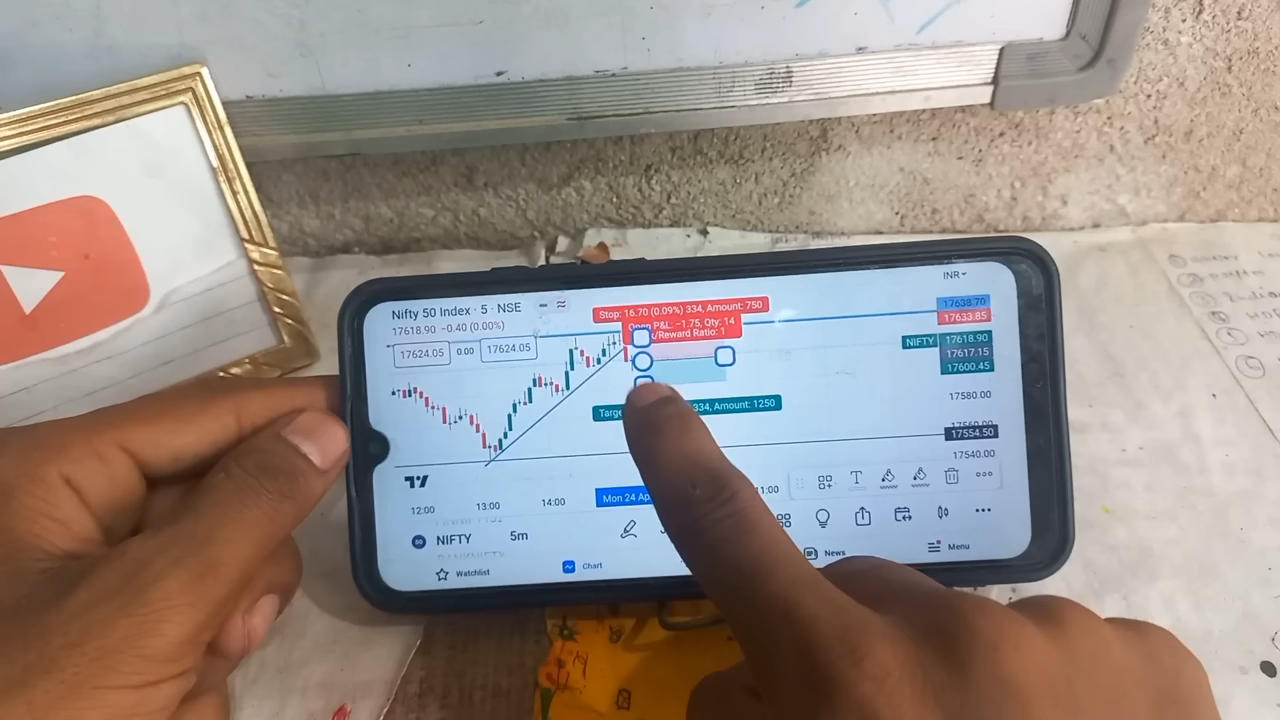 Nifty 50 Index · 5 · NSE
INR
17618.90 −0.40 (0.00%)
17624.05 0.00 17624.05
Stop: 16.70 (0.09%) 334, Amount: 750
P&L: −1.75, Qty: 14
/Reward Ratio: 1
334, Amount: 1250
17638.70
17633.85
NIFTY 17618.90
17617.15
17600.45
17580.00
17554.50
17540.00
12:00 13:00 14:00 Mon 24 11:00
NIFTY 5m
Watchlist Chart News Menu